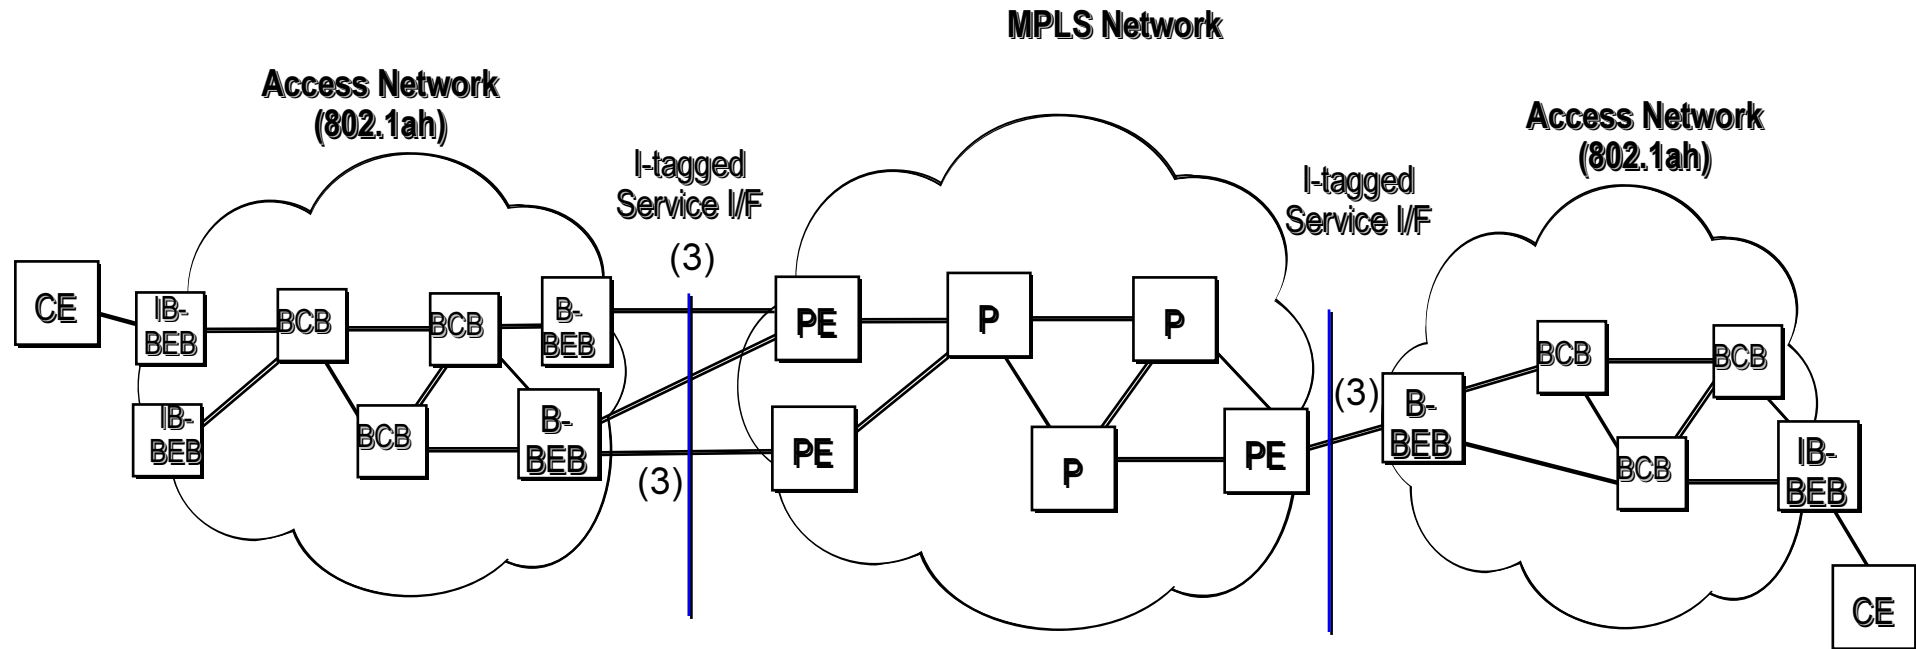 MPLS Network
Access Network
(802.1ah)
I-tagged
Service I/F
(3)
I-tagged
Service I/F
Access Network
(802.1ah)
CE
IB-
BEB
BCB
BCB
B-
BEB
IB-
BEB
BCB
B-
BEB
(3)
PE
P
P
PE
P
PE
(3)
B-
BEB
BCB
BCB
BCB
IB-
BEB
CE